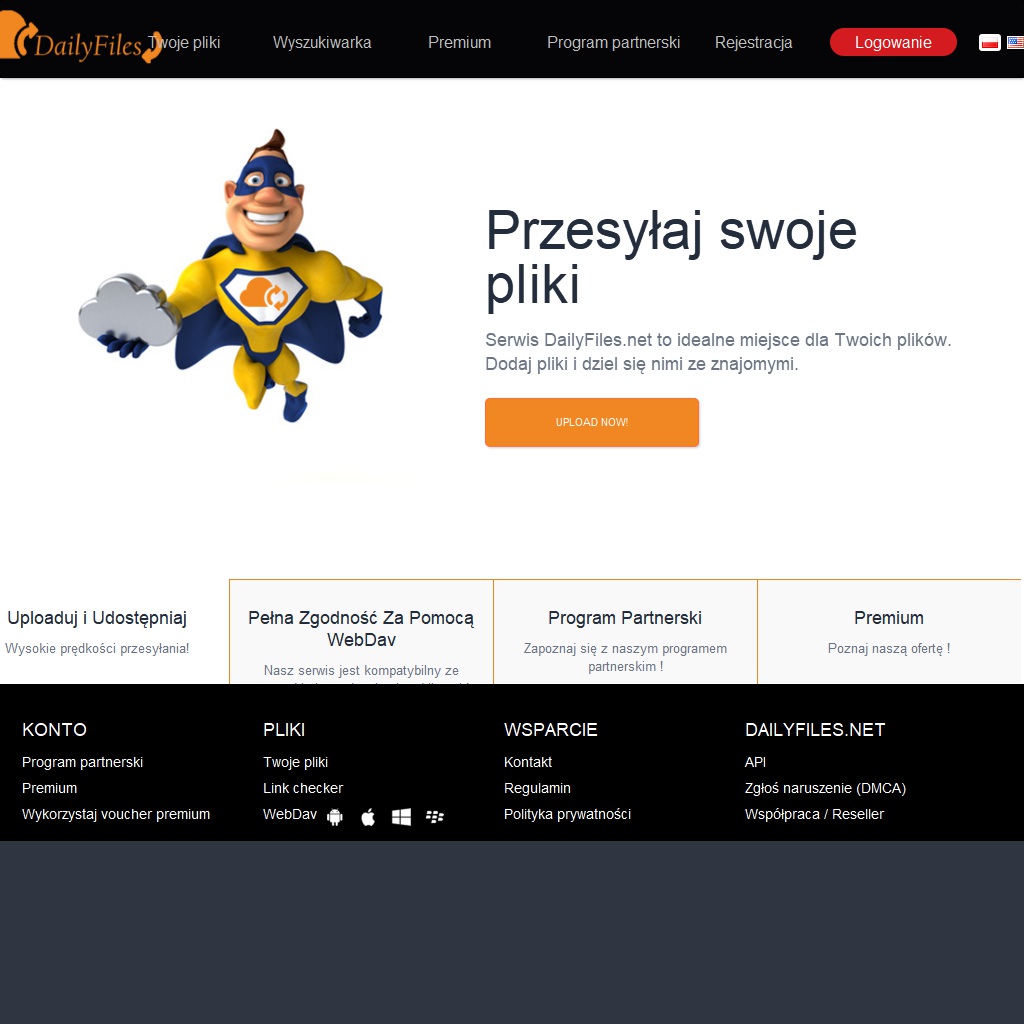 DailyFiles
Twoje pliki
Wyszukiwarka
Premium
Program partnerski
Rejestracja
Logowanie
Przesyłaj swoje
pliki
Serwis DailyFiles.net to idealne miejsce dla Twoich plików.
Dodaj pliki i dziel się nimi ze znajomymi.
UPLOAD NOW!
Uploaduj i Udostępniaj
Wysokie prędkości przesyłania!
Pełna Zgodność Za Pomocą
WebDav
Nasz serwis jest kompatybilny ze
Program Partnerski
Zapoznaj się z naszym programem
partnerskim !
Premium
Poznaj naszą ofertę !
KONTO
Program partnerski
Premium
Wykorzystaj voucher premium
PLIKI
Twoje pliki
Link checker
WebDav
WSPARCIE
Kontakt
Regulamin
Polityka prywatności
DAILYFILES.NET
API
Zgłoś naruszenie (DMCA)
Współpraca / Reseller